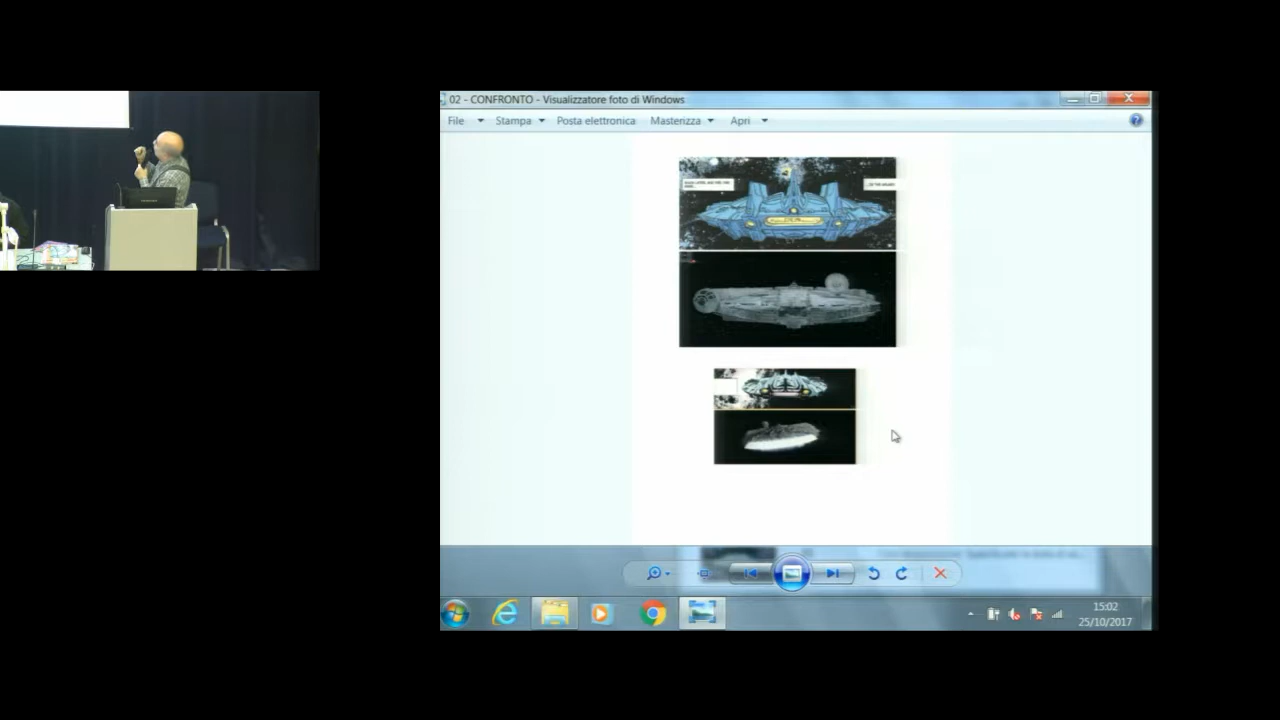 02 - CONFRONTO - Visualizzatore foto di Windows
File Stampa Posta elettronica Masterizza Apri
15:02
25/10/2017